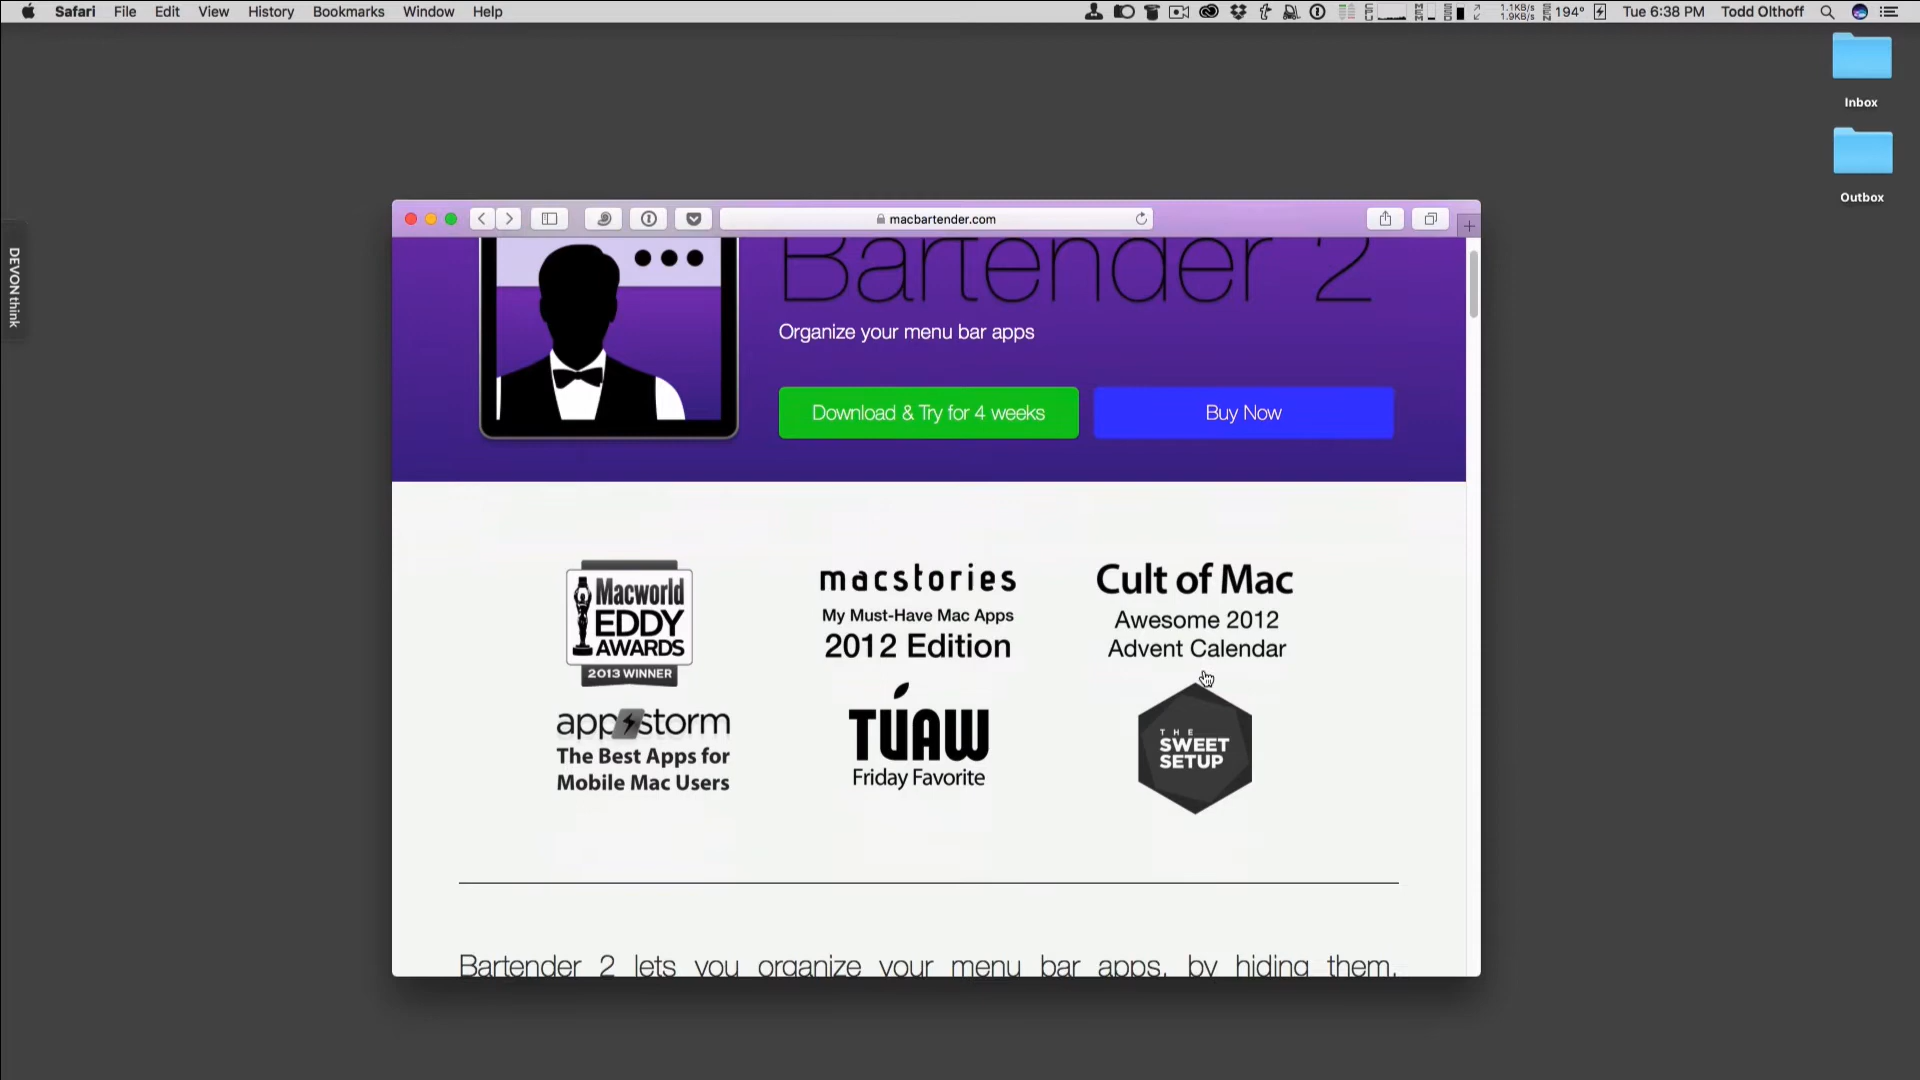 Safari File Edit View History Bookmarks Window Help
1.1KB/s
1.9KB/s
194° Tue 6:38 PM Todd Olthoff
Inbox
Outbox
DEVONthink
macbartender.com
Bartender 2
Organize your menu bar apps
Download & Try for 4 weeks Buy Now
Macworld
EDDY
AWARDS
2013 WINNER
macstories
My Must-Have Mac Apps
2012 Edition
Cult of Mac
Awesome 2012
Advent Calendar
appstorm
The Best Apps for
Mobile Mac Users
TUAW
Friday Favorite
THE
SWEET
SETUP
Bartender 2 lets you organize your menu bar apps, by hiding them,